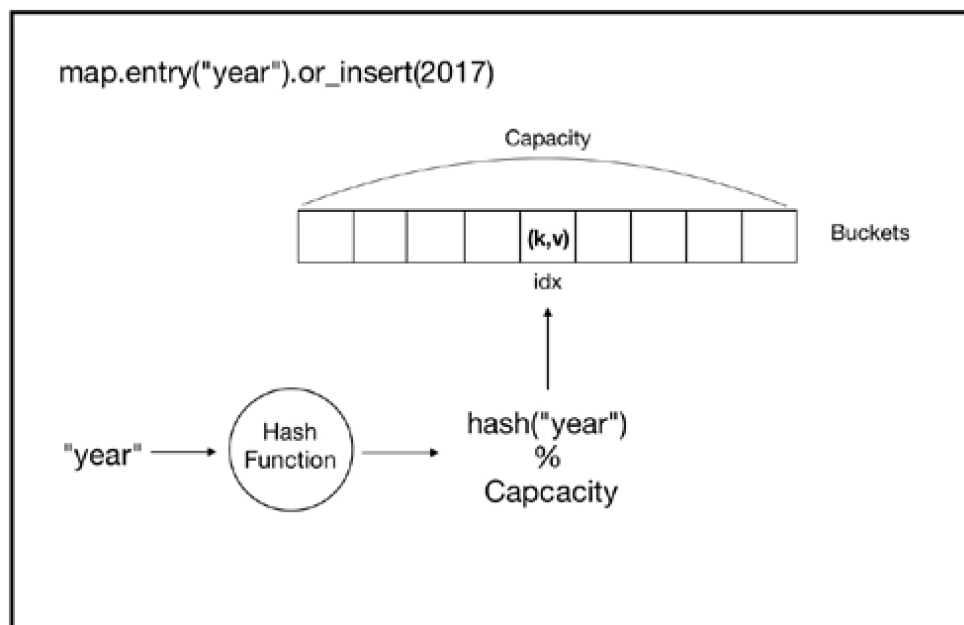 map.entry("year").or_insert(2017)
Capacity
(k,v)
Buckets
idx
"year"
Hash
Function
hash("year")
%
Capcacity